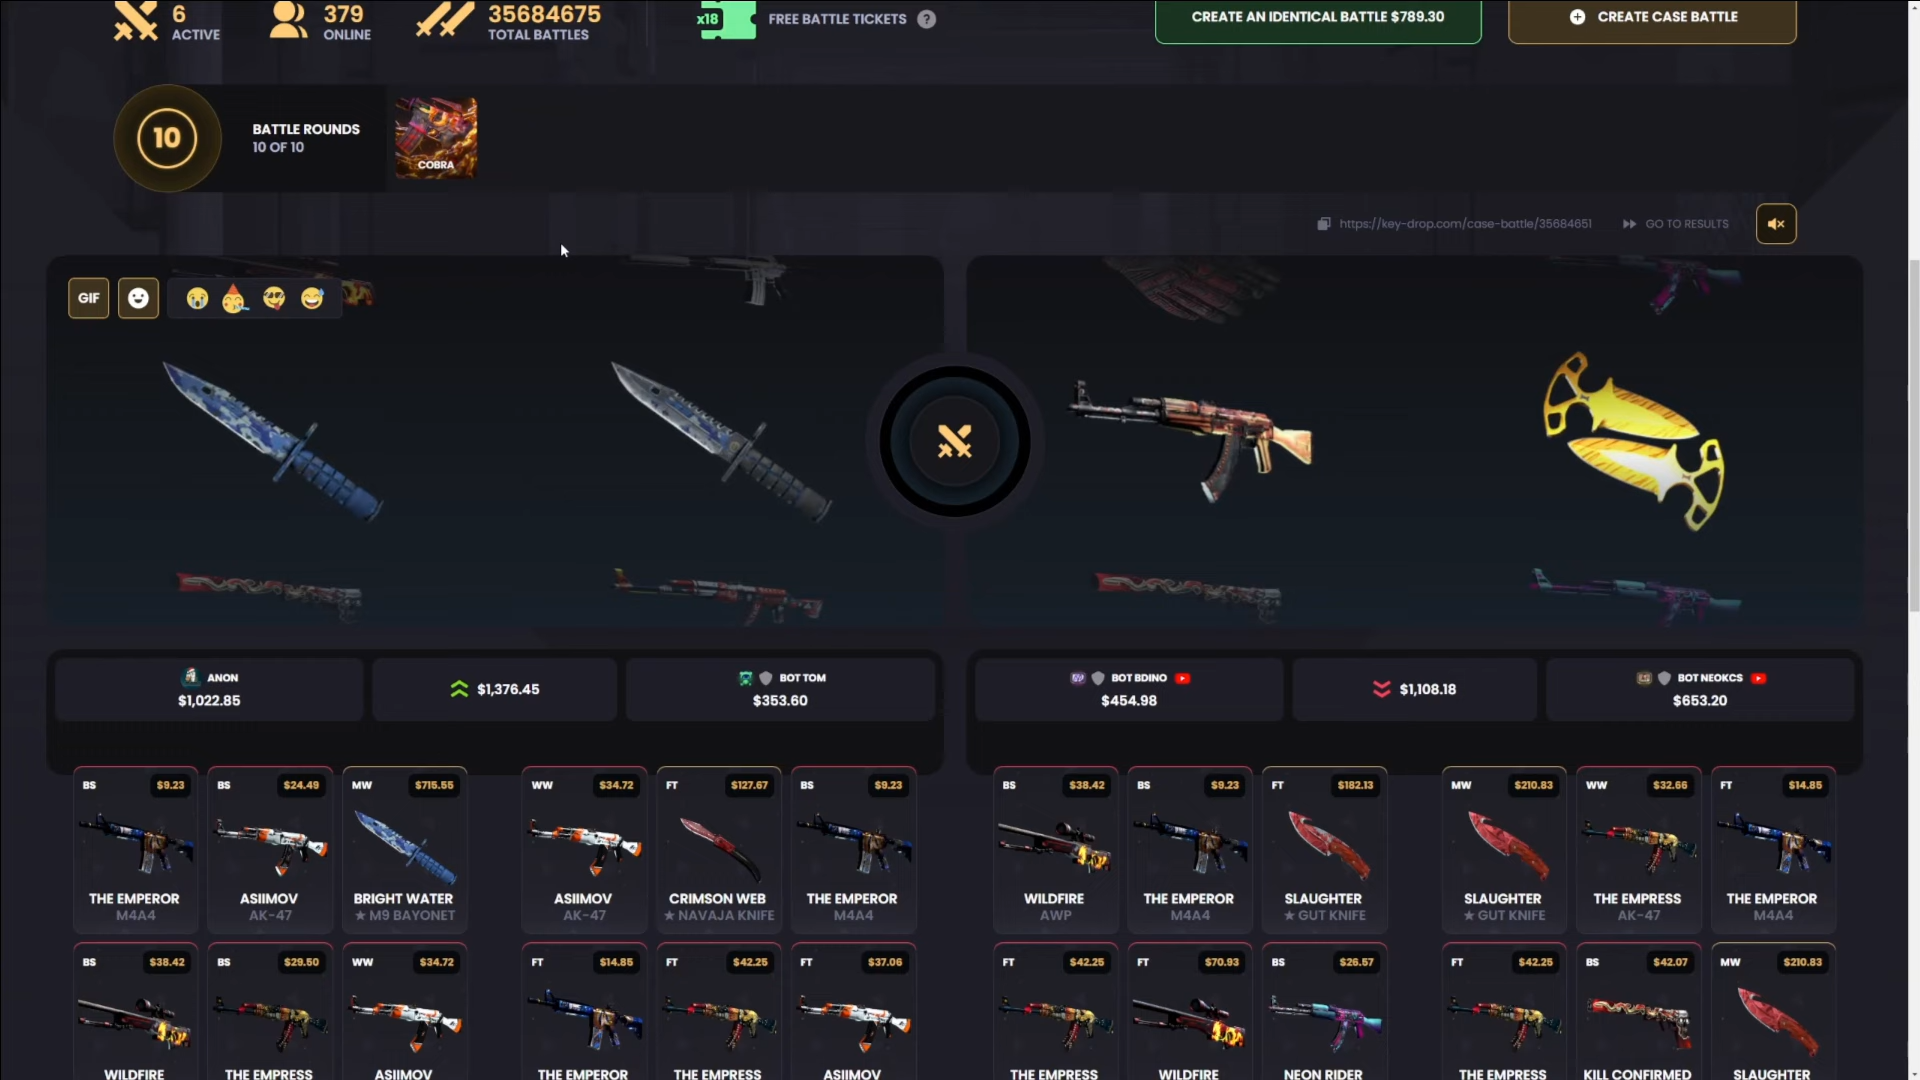 6
ACTIVE
379
ONLINE
35684675
TOTAL BATTLES
x18
FREE BATTLE TICKETS
?
CREATE AN IDENTICAL BATTLE $789.30
CREATE CASE BATTLE
10
BATTLE ROUNDS
10 OF 10
COBRA
https://key-drop.com/case-battle/35684651
GO TO RESULTS
GIF
ANON
$1,022.85
$1,376.45
BOT TOM
$353.60
BOT BDINO
$454.98
$1,108.18
BOT NEOKCS
$653.20
BS $9.23
THE EMPEROR
M4A4
BS $24.49
ASIIMOV
AK-47
MW $715.55
BRIGHT WATER
★ M9 BAYONET
WW $34.72
ASIIMOV
AK-47
FT $127.67
CRIMSON WEB
★ NAVAJA KNIFE
BS $9.23
THE EMPEROR
M4A4
BS $38.42
WILDFIRE
AWP
BS $9.23
THE EMPEROR
M4A4
FT $182.13
SLAUGHTER
★ GUT KNIFE
MW $210.83
SLAUGHTER
★ GUT KNIFE
WW $32.66
THE EMPRESS
AK-47
FT $14.85
THE EMPEROR
M4A4
BS $38.42
WILDFIRE
BS $29.50
THE EMPRESS
WW $34.72
ASIIMOV
FT $14.85
THE EMPEROR
FT $42.25
THE EMPRESS
FT $37.06
ASIIMOV
FT $42.25
THE EMPRESS
FT $70.93
WILDFIRE
BS $26.57
NEON RIDER
FT $42.25
THE EMPRESS
BS $42.07
KILL CONFIRMED
MW $210.83
SLAUGHTER